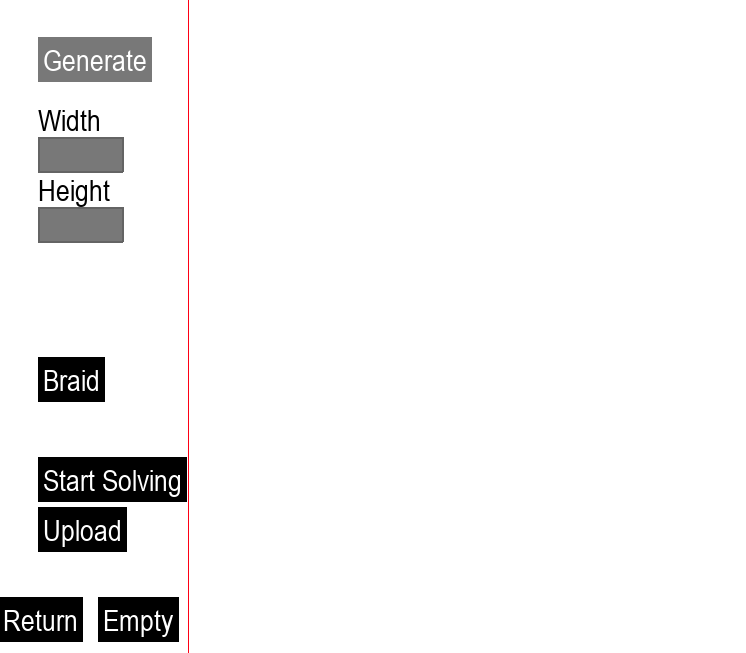 Generate
Width
Height
Braid
Start Solving
Upload
Return Empty